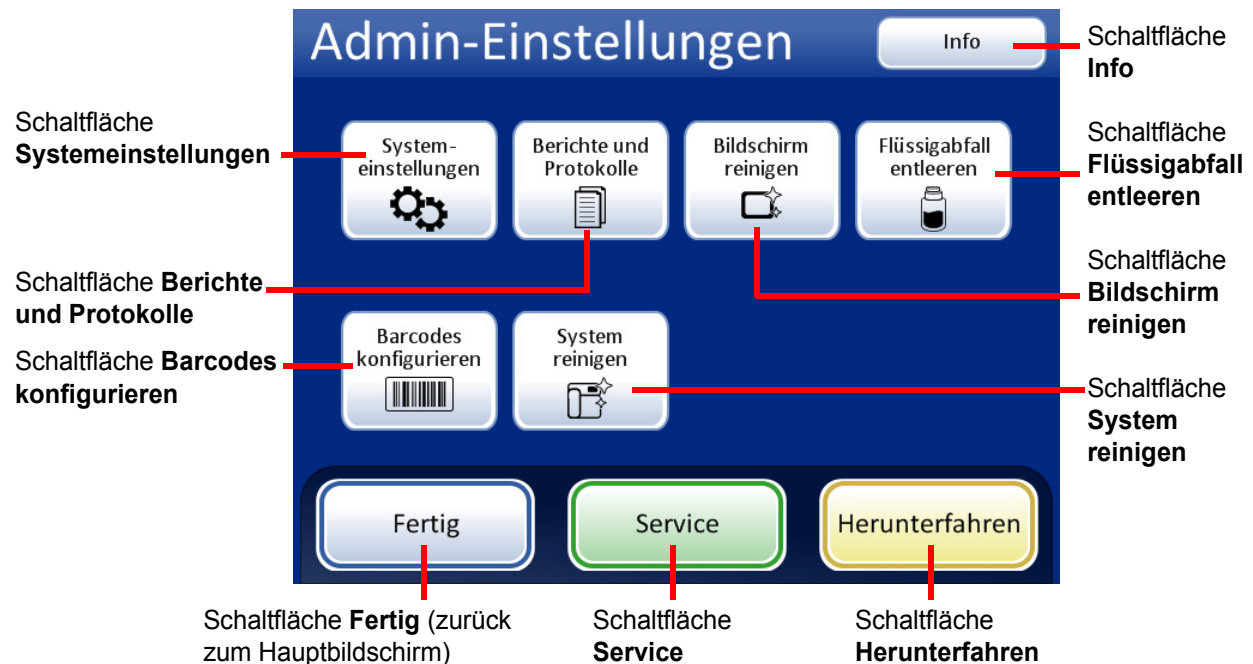 Admin-Einstellungen
Info
Schaltfläche
Info
Schaltfläche
Systemeinstellungen
System-
einstellungen
Berichte und
Protokolle
Bildschirm
reinigen
Flüssigabfall
entleeren
Schaltfläche
Flüssigabfall
entleeren
Schaltfläche Berichte
und Protokolle
Schaltfläche
Bildschirm
reinigen
Schaltfläche Barcodes
konfigurieren
Barcodes
konfigurieren
System
reinigen
Schaltfläche
System
reinigen
Fertig
Service
Herunterfahren
Schaltfläche Fertig (zurück
zum Hauptbildschirm)
Schaltfläche
Service
Schaltfläche
Herunterfahren